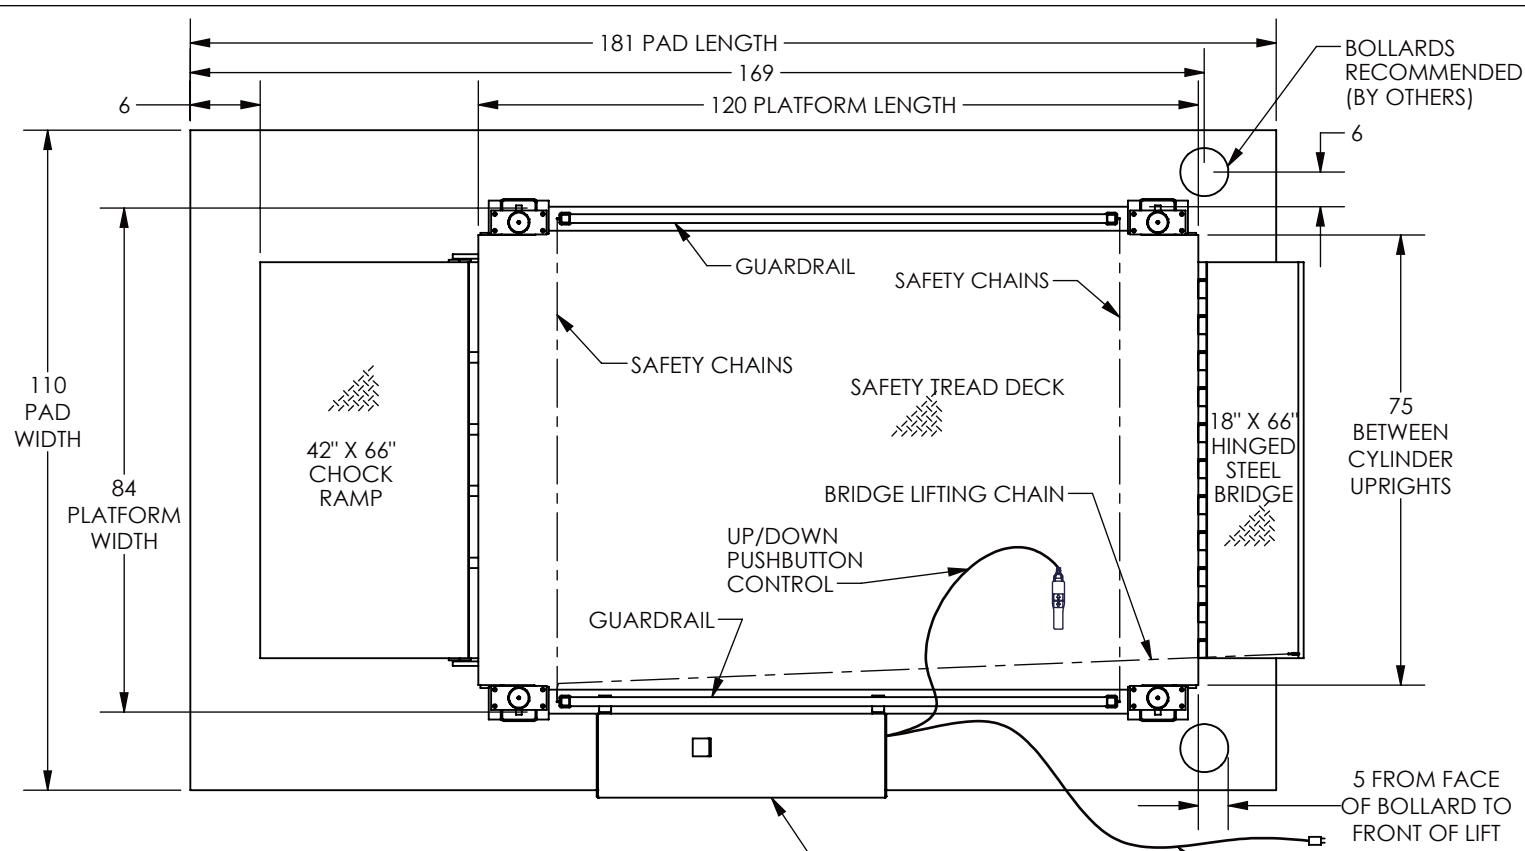 181 PAD LENGTH
169
6
120 PLATFORM LENGTH
BOLLARDS
RECOMMENDED
(BY OTHERS)
6
GUARDRAIL
SAFETY CHAINS
SAFETY CHAINS
SAFETY TREAD DECK
110
PAD
WIDTH
84
PLATFORM
WIDTH
42" X 66"
CHOCK
RAMP
18" X 66"
HINGED
STEEL
BRIDGE
75
BETWEEN
CYLINDER
UPRIGHTS
BRIDGE LIFTING CHAIN
UP/DOWN
PUSHBUTTON
CONTROL
GUARDRAIL
5 FROM FACE
OF BOLLARD TO
FRONT OF LIFT